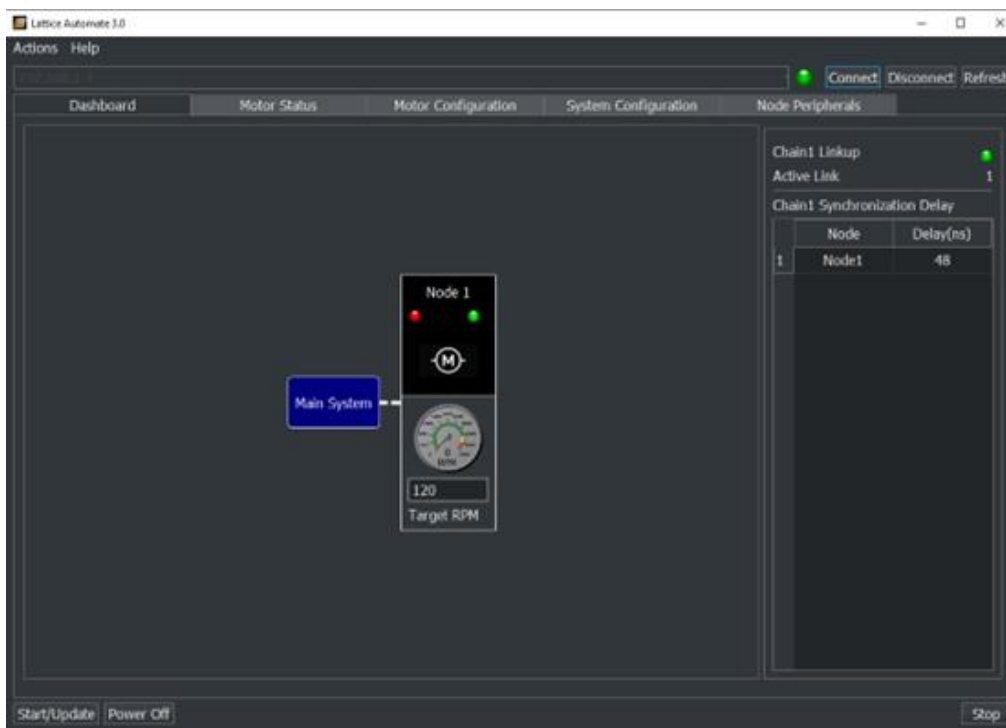 Lattice Automate 3.0
Actions Help
Connect Disconnect Refresh
Dashboard Motor Status Motor Configuration System Configuration Node Peripherals
Chain1 Linkup
Active Link 1
Chain1 Synchronization Delay
Node Delay(ns)
1 Node1 48
Node 1
M
Main System
0
RPM
120
Target RPM
Start/Update Power Off Stop